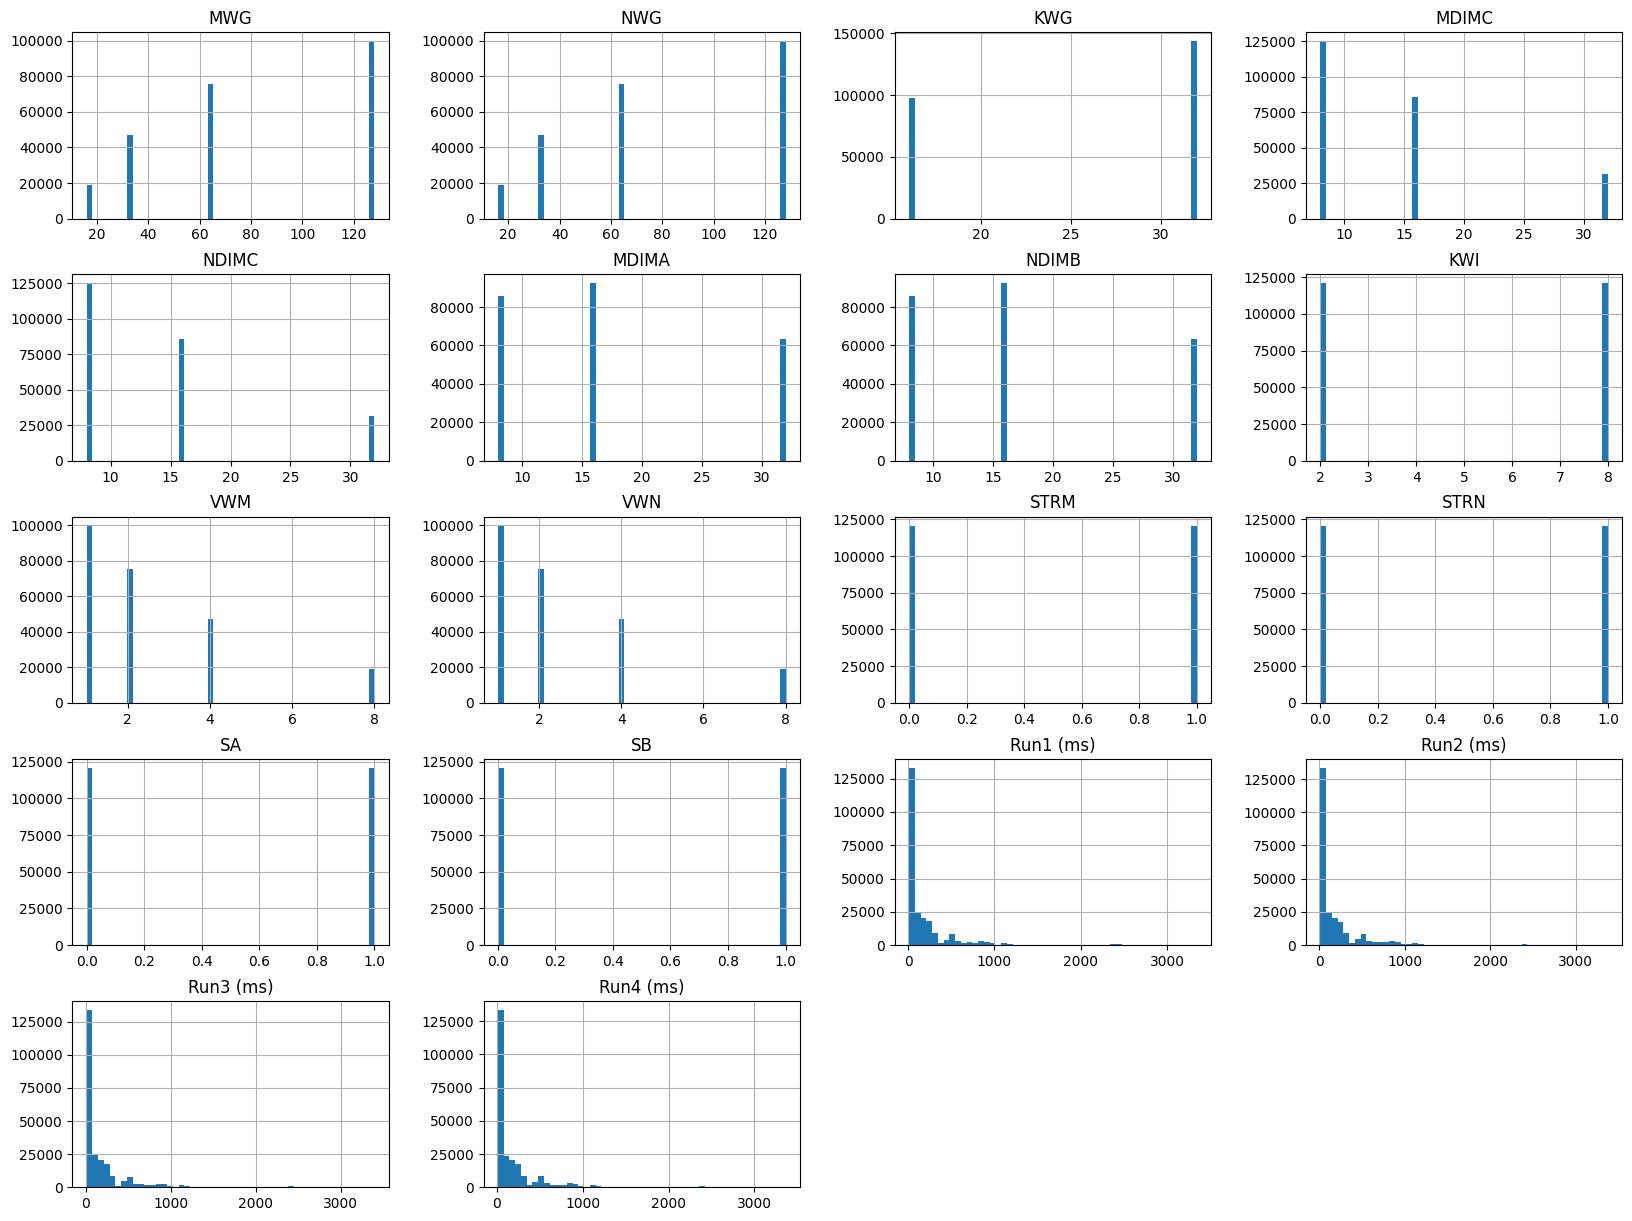 MWG NWG KWG MDIMC
100000 100000 150000 125000
80000 80000 100000
60000 60000 100000 75000
40000 40000 50000 50000
20000 20000 25000
0 0 0 0
20 40 60 80 100 120 20 40 60 80 100 120 20 25 30 10 15 20 25 30
NDIMC MDIMA NDIMB KWI
125000 125000
100000 80000 80000 100000
75000 60000 60000 75000
50000 40000 40000 50000
25000 20000 20000 25000
0 0 0 0
10 15 20 25 30 10 15 20 25 30 10 15 20 25 30 2 3 4 5 6 7 8
VWM VWN STRM STRN
100000 100000 125000 125000
80000 80000 100000 100000
60000 60000 75000 75000
40000 40000 50000 50000
20000 20000 25000 25000
0 0 0 0
2 4 6 8 2 4 6 8 0.0 0.2 0.4 0.6 0.8 1.0 0.0 0.2 0.4 0.6 0.8 1.0
SA SB Run1 (ms) Run2 (ms)
125000 125000 125000 125000
100000 100000 100000 100000
75000 75000 75000 75000
50000 50000 50000 50000
25000 25000 25000 25000
0 0 0 0
0.0 0.2 0.4 0.6 0.8 1.0 0.0 0.2 0.4 0.6 0.8 1.0 0 1000 2000 3000 0 1000 2000 3000
Run3 (ms) Run4 (ms)
125000 125000
100000 100000
75000 75000
50000 50000
25000 25000
0 0
0 1000 2000 3000 0 1000 2000 3000